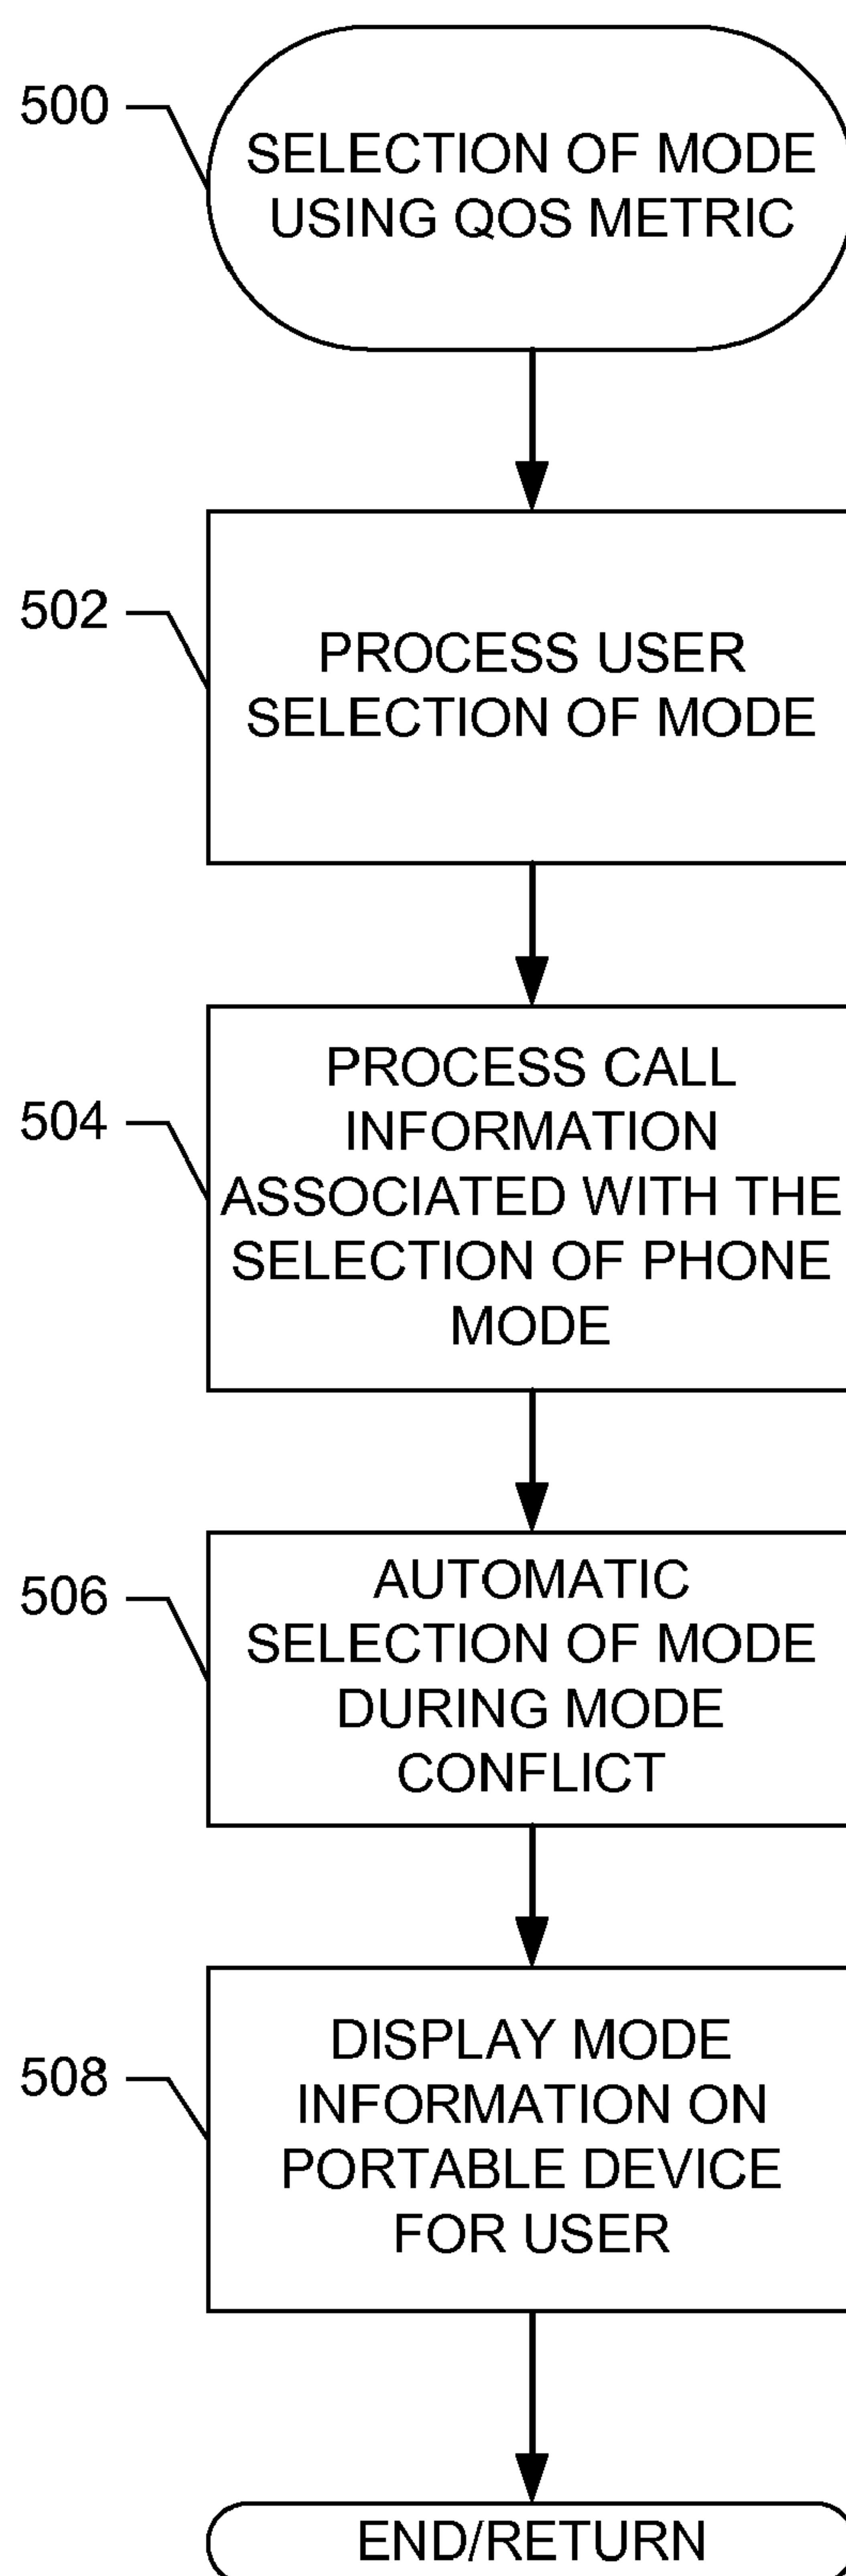 500
SELECTION OF MODE
USING QOS METRIC
502
PROCESS USER
SELECTION OF MODE
504
PROCESS CALL
INFORMATION
ASSOCIATED WITH THE
SELECTION OF PHONE
MODE
506
AUTOMATIC
SELECTION OF MODE
DURING MODE
CONFLICT
508
DISPLAY MODE
INFORMATION ON
PORTABLE DEVICE
FOR USER
END/RETURN